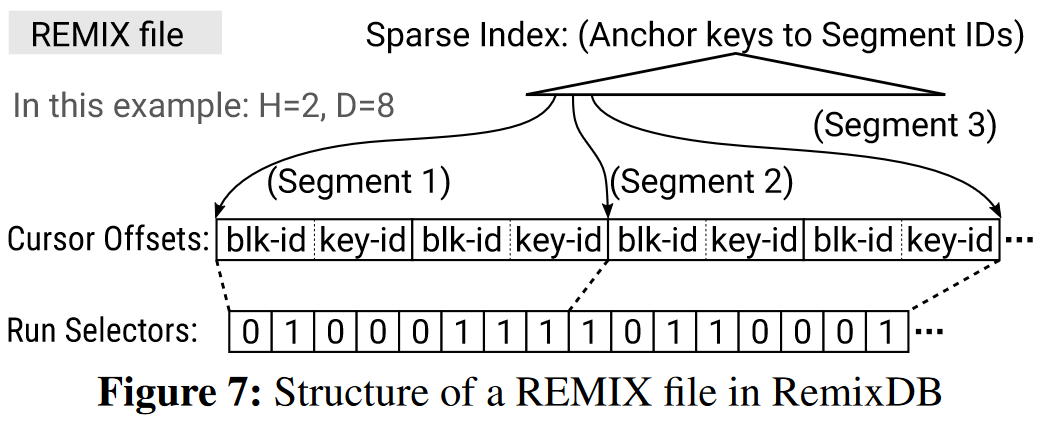 REMIX file
Sparse Index: (Anchor keys to Segment IDs)
In this example: H=2, D=8
(Segment 3)
(Segment 1)
(Segment 2)
Cursor Offsets: blk-id key-id blk-id key-id blk-id key-id blk-id key-id ...
Run Selectors: 0 1 0 0 0 1 1 1 1 0 1 1 0 0 0 1 ...
Figure 7: Structure of a REMIX file in RemixDB